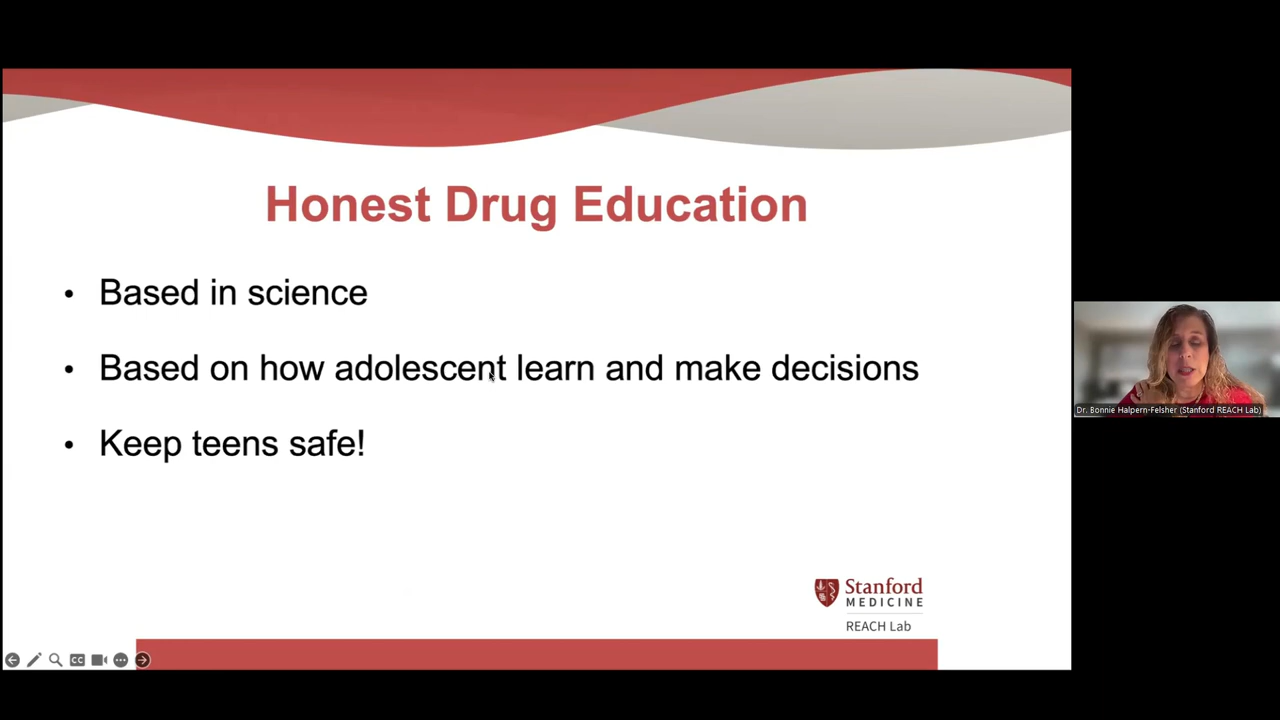 Honest Drug Education
• Based in science
• Based on how adolescent learn and make decisions
• Keep teens safe!
Stanford
MEDICINE
REACH Lab
CC
Dr. Bonnie Halpern-Felsher (Stanford REACH Lab)